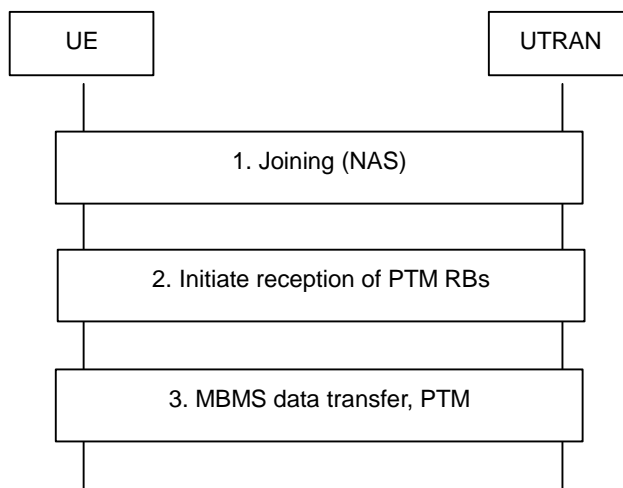 UE
UTRAN
1. Joining (NAS)
2. Initiate reception of PTM RBs
3. MBMS data transfer, PTM